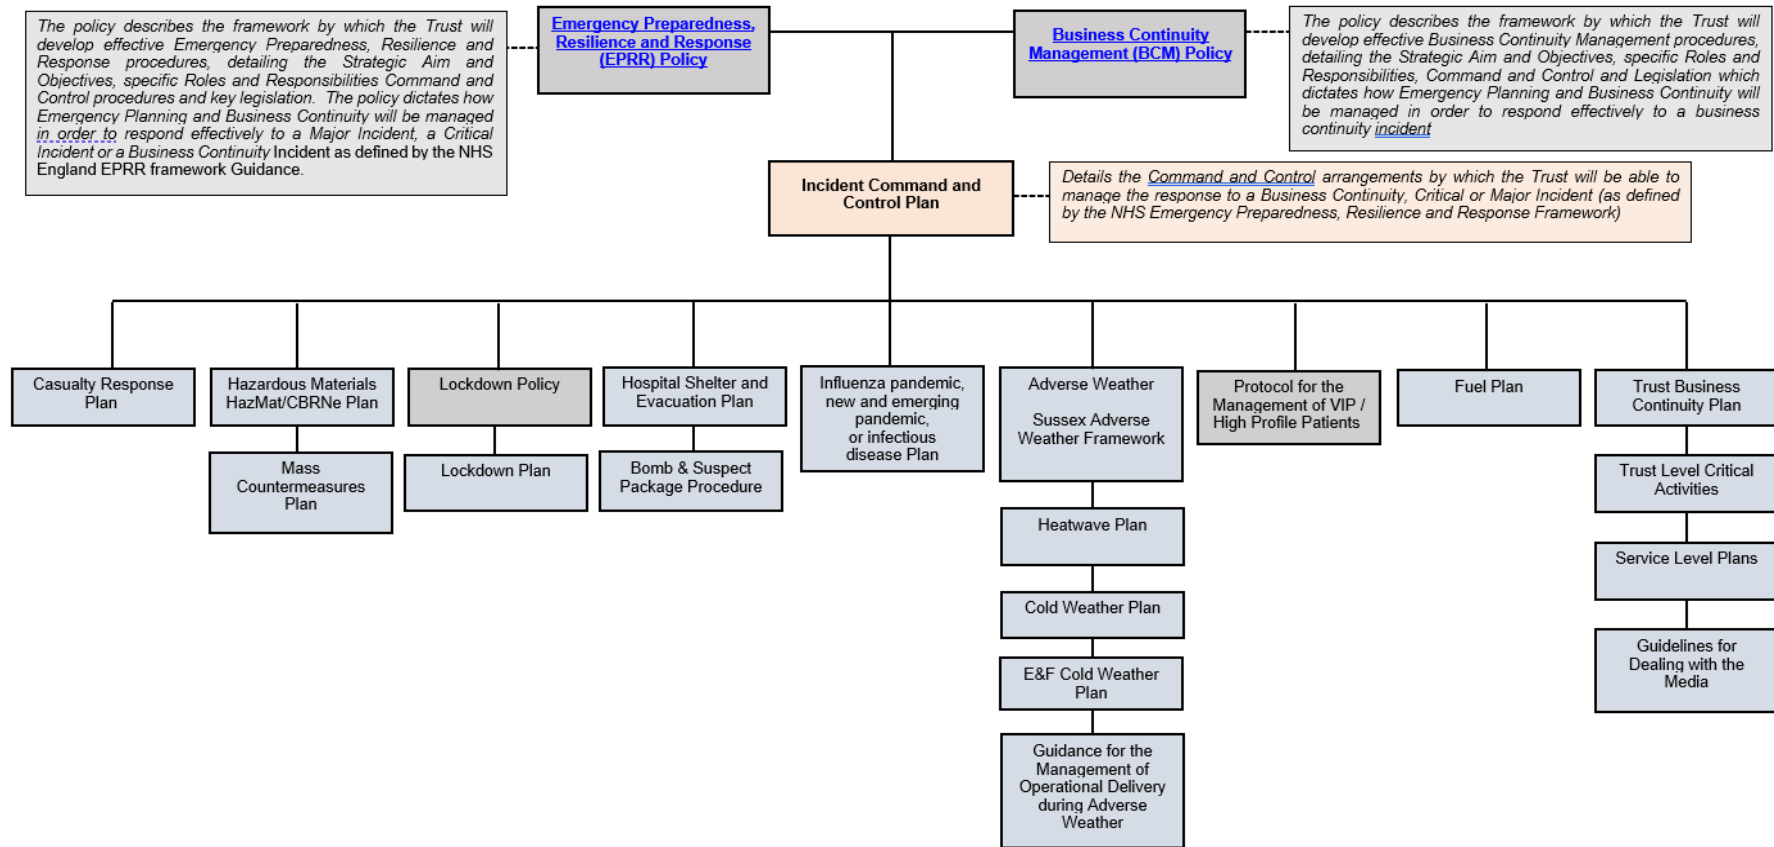 The policy describes the framework by which the Trust will
develop effective Emergency Preparedness, Resilience and
Response procedures, detailing the Strategic Aim and
Objectives, specific Roles and Responsibilities Command and
Control procedures and key legislation.  The policy dictates how
Emergency Planning and Business Continuity will be managed
in order to respond effectively to a Major Incident, a Critical
Incident or a Business Continuity Incident as defined by the NHS
England EPRR framework Guidance.
Emergency Preparedness,
Resilience and Response
(EPRR) Policy
Business Continuity
Management (BCM) Policy
The policy describes the framework by which the Trust will
develop effective Business Continuity Management procedures,
detailing the Strategic Aim and Objectives, specific Roles and
Responsibilities, Command and Control and Legislation which
dictates how Emergency Planning and Business Continuity will
be managed in order to respond effectively to a business
continuity incident
Incident Command and
Control Plan
Details the Command and Control arrangements by which the Trust will be able to
manage the response to a Business Continuity, Critical or Major Incident (as defined
by the NHS Emergency Preparedness, Resilience and Response Framework)
Casualty Response
Plan
Hazardous Materials
HazMat/CBRNe Plan
Mass
Countermeasures
Plan
Lockdown Policy
Lockdown Plan
Hospital Shelter and
Evacuation Plan
Bomb & Suspect
Package Procedure
Influenza pandemic,
new and emerging
pandemic,
or infectious
disease Plan
Adverse Weather
Sussex Adverse
Weather Framework
Heatwave Plan
Cold Weather Plan
E&F Cold Weather
Plan
Guidance for the
Management of
Operational Delivery
during Adverse
Weather
Protocol for the
Management of VIP /
High Profile Patients
Fuel Plan
Trust Business
Continuity Plan
Trust Level Critical
Activities
Service Level Plans
Guidelines for
Dealing with the
Media